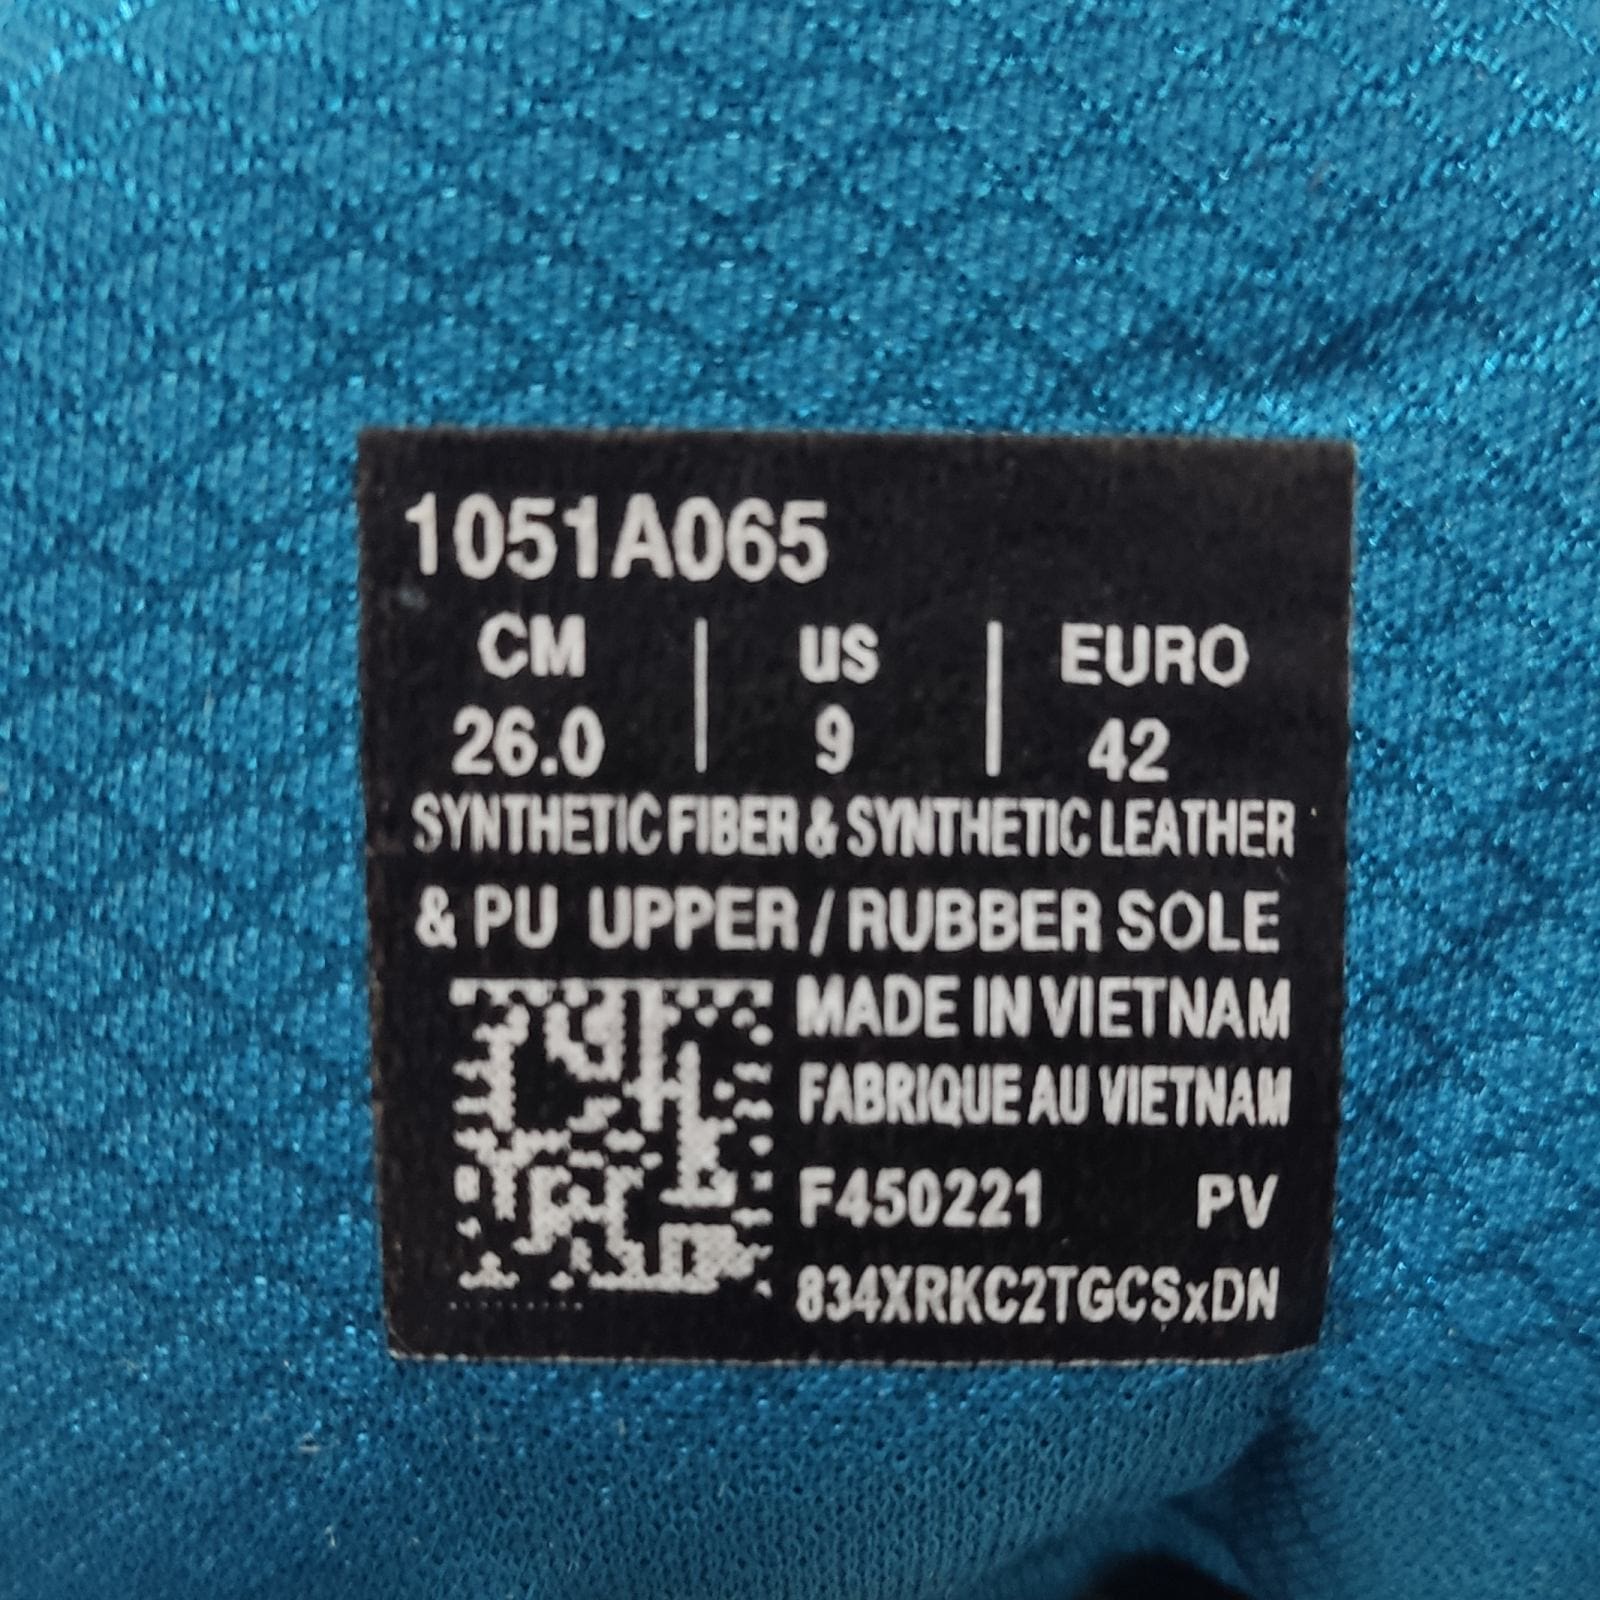 1051A065
CM | US | EURO
26.0 | 9 | 42
SYNTHETIC FIBER & SYNTHETIC LEATHER
& PU UPPER / RUBBER SOLE
MADE IN VIETNAM
FABRIQUE AU VIETNAM
F450221 PV
834XRKC2TGCSxDN